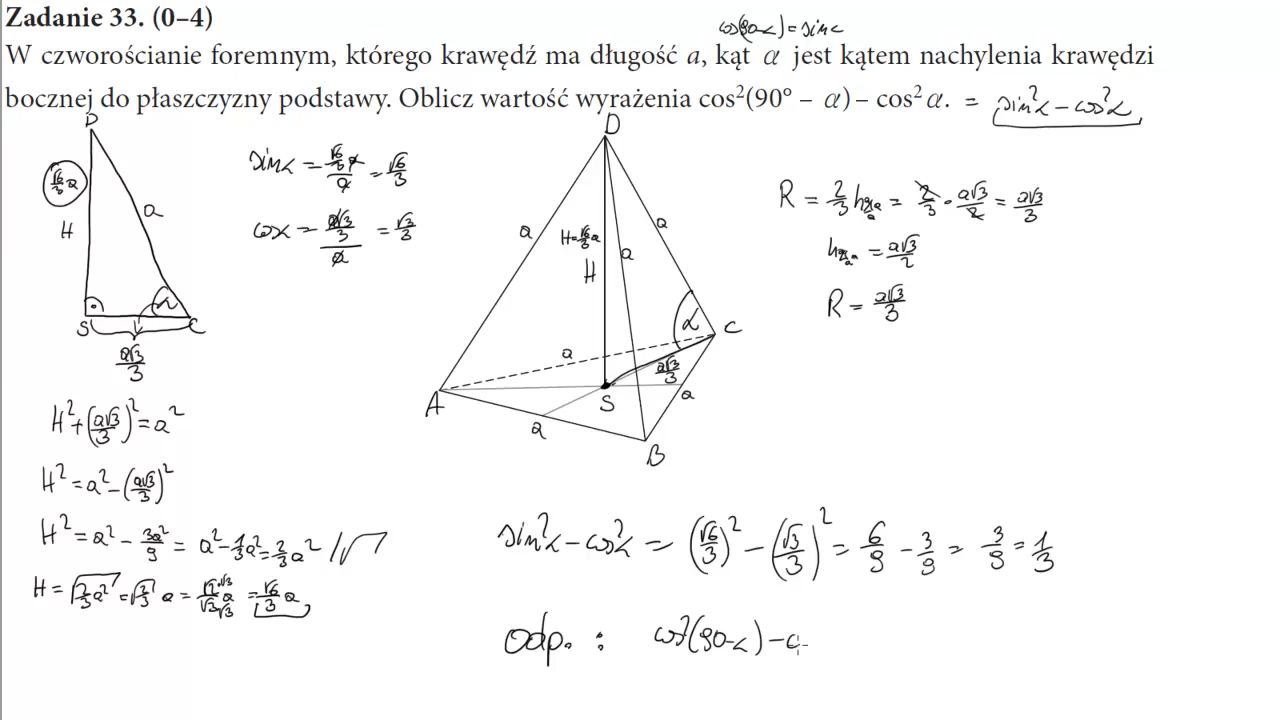 Zadanie 33. (0–4)
cos(90-α)=sinα
W czworościanie foremnym, którego krawędź ma długość a, kąt α jest kątem nachylenia krawędzi
bocznej do płaszczyzny podstawy. Oblicz wartość wyrażenia cos²(90° – α) – cos² α. = sin²α – cos²α
D
√6/3 a
H
a
α
S
C
a√3/3
sinα = (√6/3 a)/a = √6/3
cosα = (a√3/3)/a = √3/3
D
a
H=√6/3 a
H
a
a
α
C
a
a√3/3
A
S
a
a
B
R = 2/3 h = 2/3 · a√3/2 = a√3/3
h = a√3/2
R = a√3/3
H² + (a√3/3)² = a²
H² = a² – (a√3/3)²
H² = a² – 3a²/9 = a² – 1/3a² = 2/3a² /√
H = √(2/3a²) = √(2/3) a = √2·√3/√3·√3 a = √6/3 a
sin²α – cos²α = (√6/3)² – (√3/3)² = 6/9 – 3/9 = 3/9 = 1/3
Odp. : cos²(90-α) – c